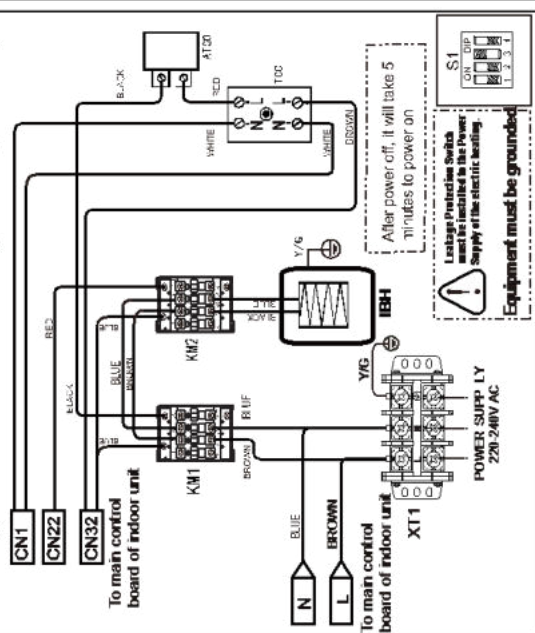 CN1
CN22
CN32
To main control
board of indoor unit
BLACK
RED
WHITE
WHITE
BROWN
ATCO
TCO
L
L
N
N
RED
BLACK
BLUE
BLUE
BROWN
BLUE
KM2
BLUE
BLACK
Y/G
IBH
KM1
BLUE
BROWN
BLUE
BROWN
N
L
To main control
board of indoor unit
XT1
Y/G
POWER SUPPLY
220-240V AC
After power off, it will take 5
minutes to power on
Leakage Protection Switch
must be installed to the Power
Supply of the electric heating.
Equipment must be grounded
S1
ON DIP
1 2 3 4